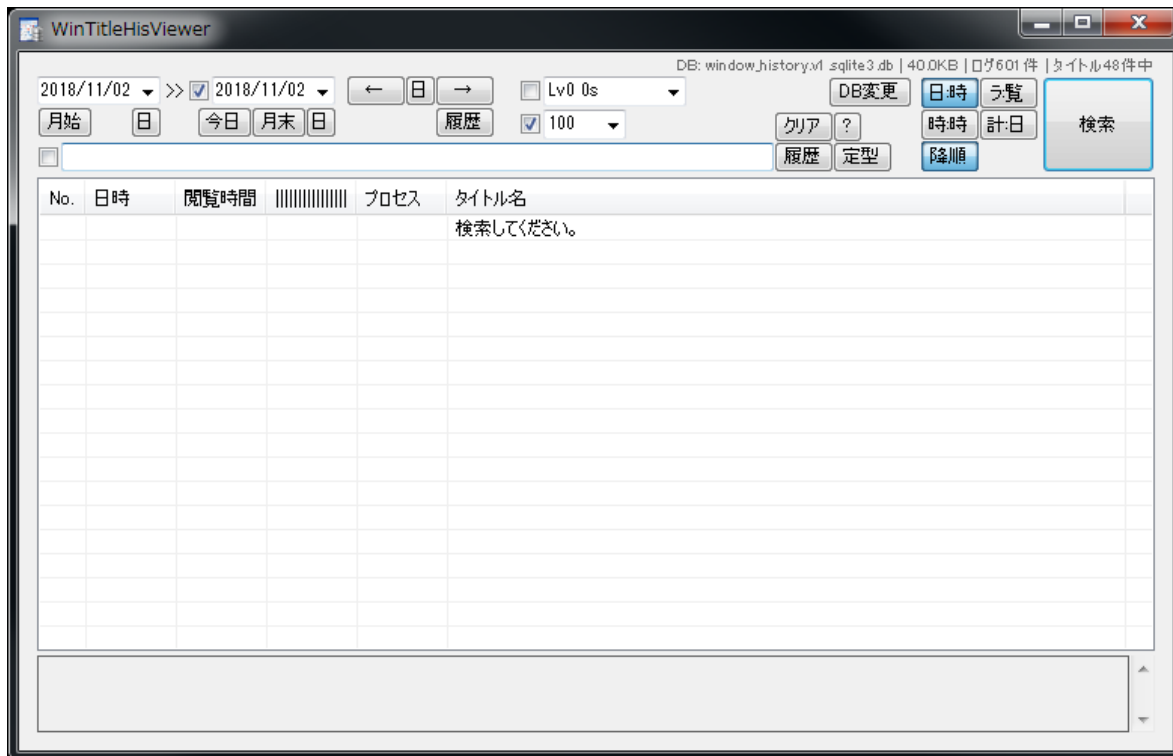 WinTitleHisViewer
DB: window_history.v1.sqlite3.db | 40.0KB | ログ601件 | タイトル48件中
2018/11/02 >> 2018/11/02 ← 日 → Lv0 0s DB変更 日:時 ラ:覧
月始 日 今日 月末 日 履歴 100 クリア ? 時:時 計:日 検索
履歴 定型 降順
No. 日時 閲覧時間 ||||||||||||||| プロセス タイトル名
検索してください。